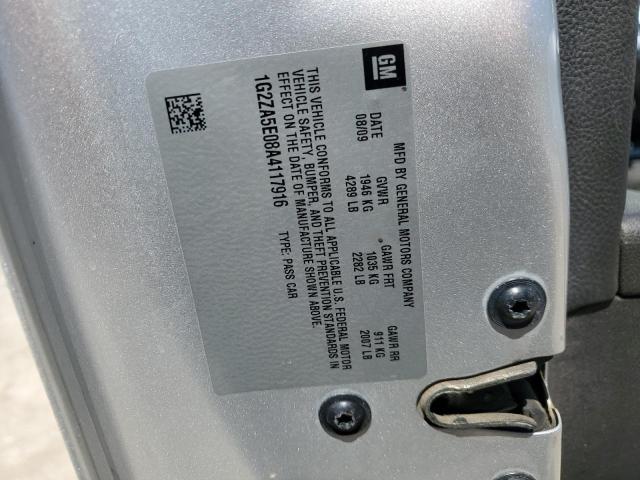 GM
MFD BY GENERAL MOTORS COMPANY
DATE GVWR GAWR FRT GAWR RR
08/09 1946 KG 1035 KG 911 KG
4289 LB 2282 LB 2007 LB
THIS VEHICLE CONFORMS TO ALL APPLICABLE U.S. FEDERAL MOTOR
VEHICLE SAFETY, BUMPER, AND THEFT PREVENTION STANDARDS IN
EFFECT ON THE DATE OF MANUFACTURE SHOWN ABOVE.
1G2ZA5E08A4117916 TYPE: PASS CAR